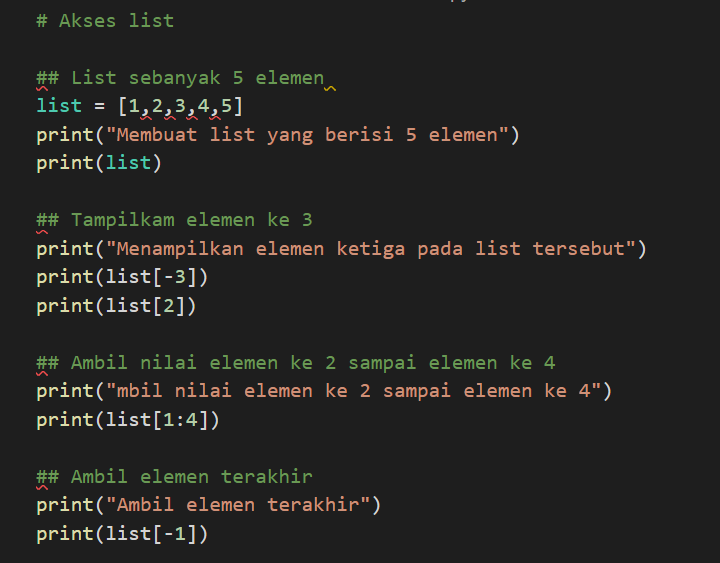 # Akses list
## List sebanyak 5 elemen
list = [1,2,3,4,5]
print("Membuat list yang berisi 5 elemen")
print(list)
## Tampilkam elemen ke 3
print("Menampilkan elemen ketiga pada list tersebut")
print(list[-3])
print(list[2])
## Ambil nilai elemen ke 2 sampai elemen ke 4
print("mbil nilai elemen ke 2 sampai elemen ke 4")
print(list[1:4])
## Ambil elemen terakhir
print("Ambil elemen terakhir")
print(list[-1])